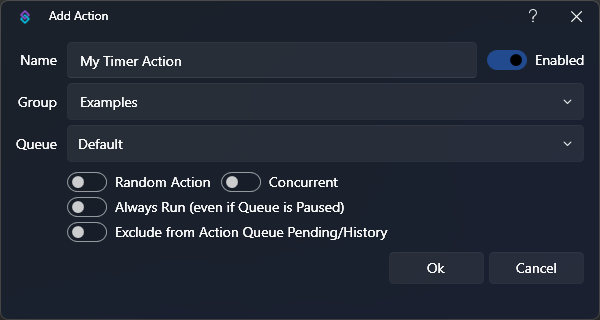 Add Action ?
Name My Timer Action Enabled
Group Examples
Queue Default
Random Action Concurrent
Always Run (even if Queue is Paused)
Exclude from Action Queue Pending/History
Ok Cancel